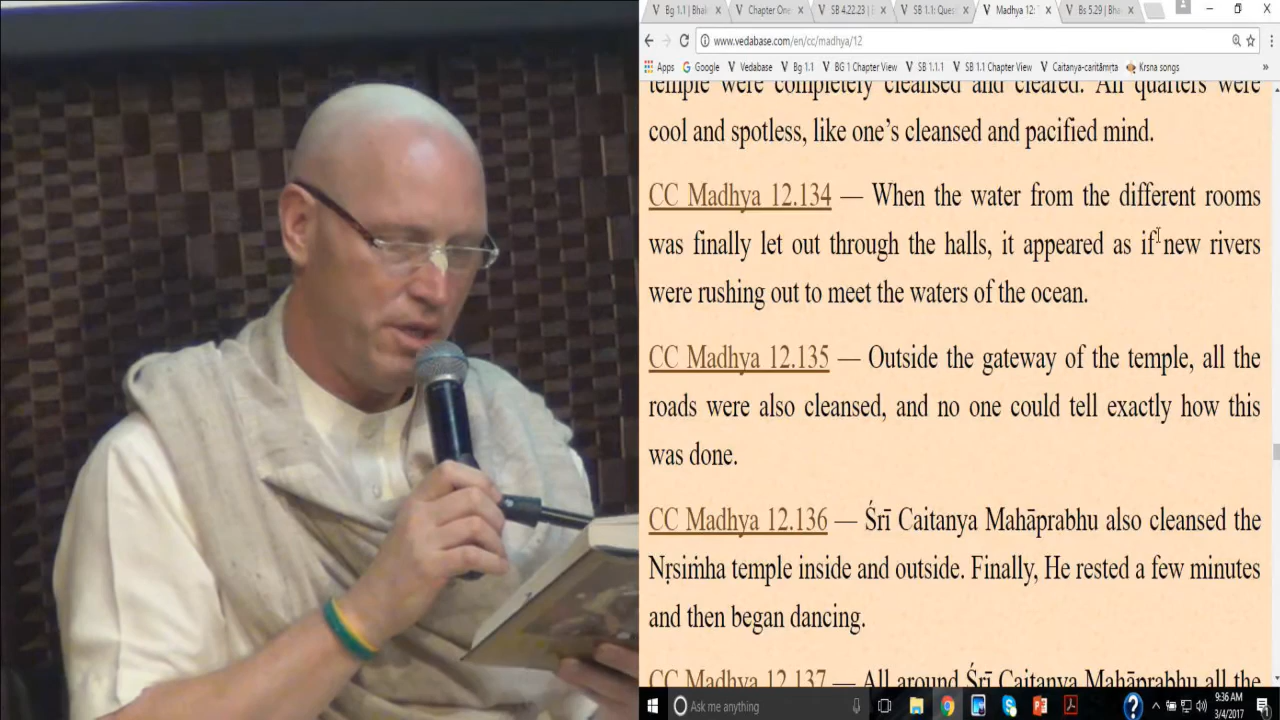 Bg 1.1 | Bhak
Chapter One:
SB 4.22.23 | B
SB 1.1: Quest
Madhya 12:
Bs 5.29 | Bha
www.vedabase.com/en/cc/madhya/12
Apps Google Vedabase Bg 1.1 BG 1 Chapter View SB 1.1.1 SB 1.1 Chapter View Caitanya-caritāmṛta Krsna songs »
temple were completely cleansed and cleared. All quarters were
cool and spotless, like one's cleansed and pacified mind.
CC Madhya 12.134 — When the water from the different rooms
was finally let out through the halls, it appeared as if new rivers
were rushing out to meet the waters of the ocean.
CC Madhya 12.135 — Outside the gateway of the temple, all the
roads were also cleansed, and no one could tell exactly how this
was done.
CC Madhya 12.136 — Śrī Caitanya Mahāprabhu also cleansed the
Nṛsiṁha temple inside and outside. Finally, He rested a few minutes
and then began dancing.
CC Madhya 12.137 — All around Śrī Caitanya Mahāprabhu all the
Ask me anything
9:36 AM
3/4/2017